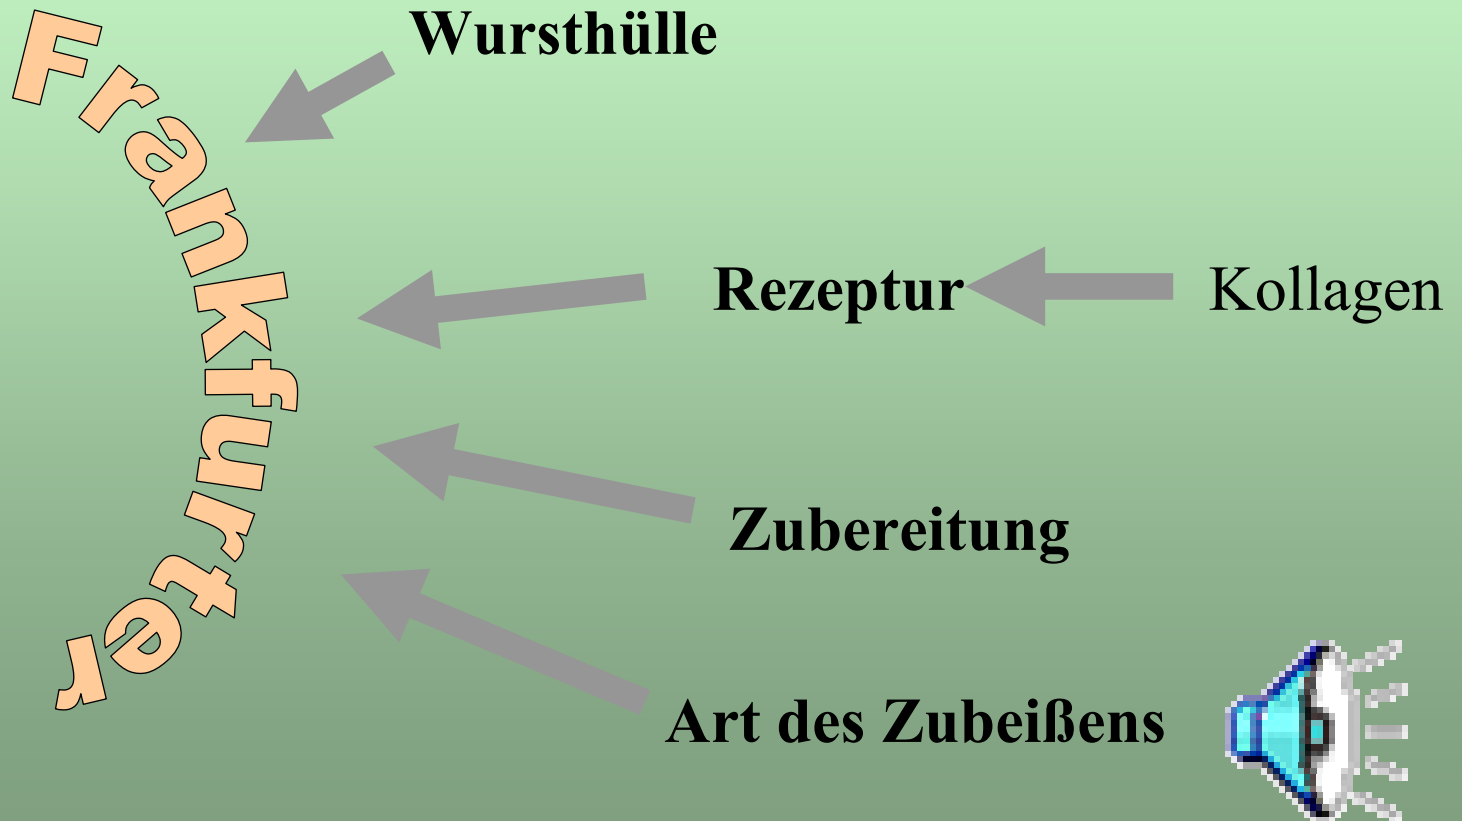 Frankfurter
Wursthülle
Rezeptur
Kollagen
Zubereitung
Art des Zubeißens